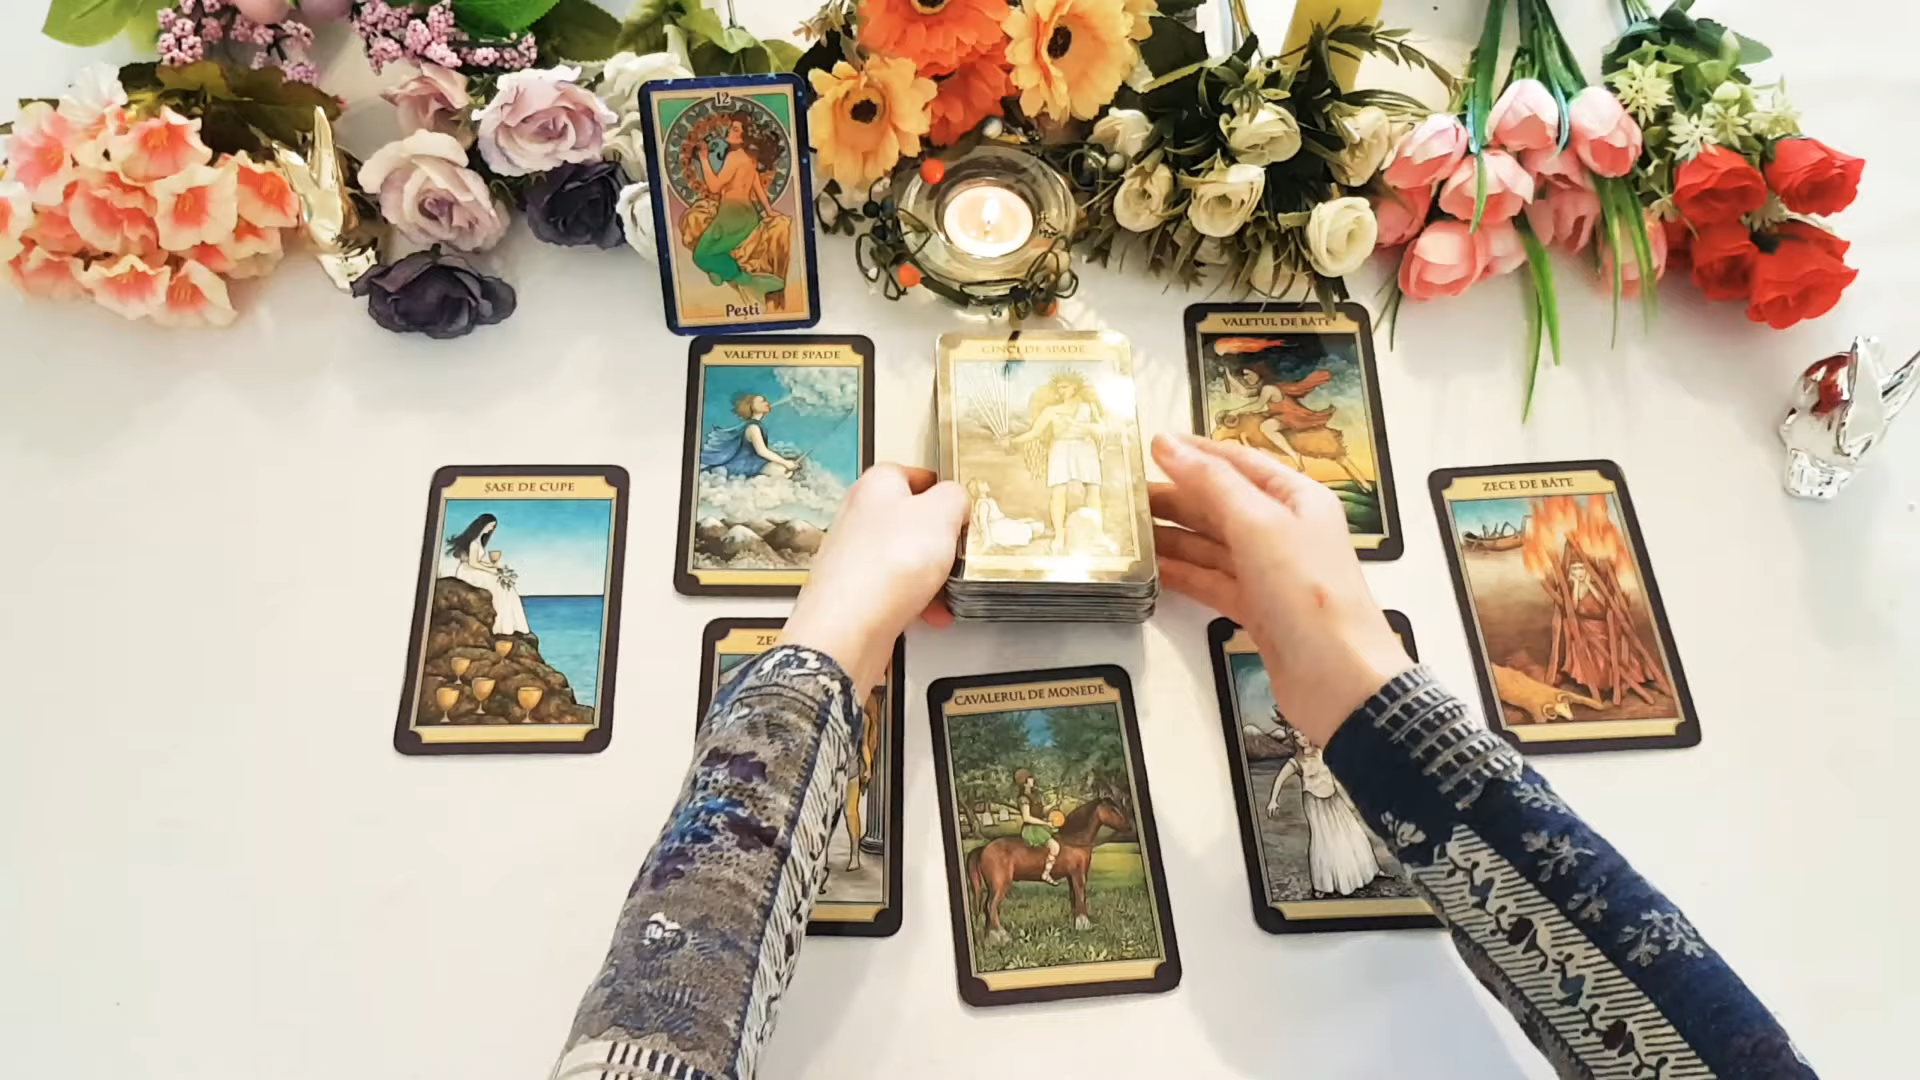 12
Pești
VALETUL DE SPADE
CINCI DE SPADE
VALETUL DE BÂTE
ȘASE DE CUPE
ZECE DE BÂTE
CAVALERUL DE MONEDE